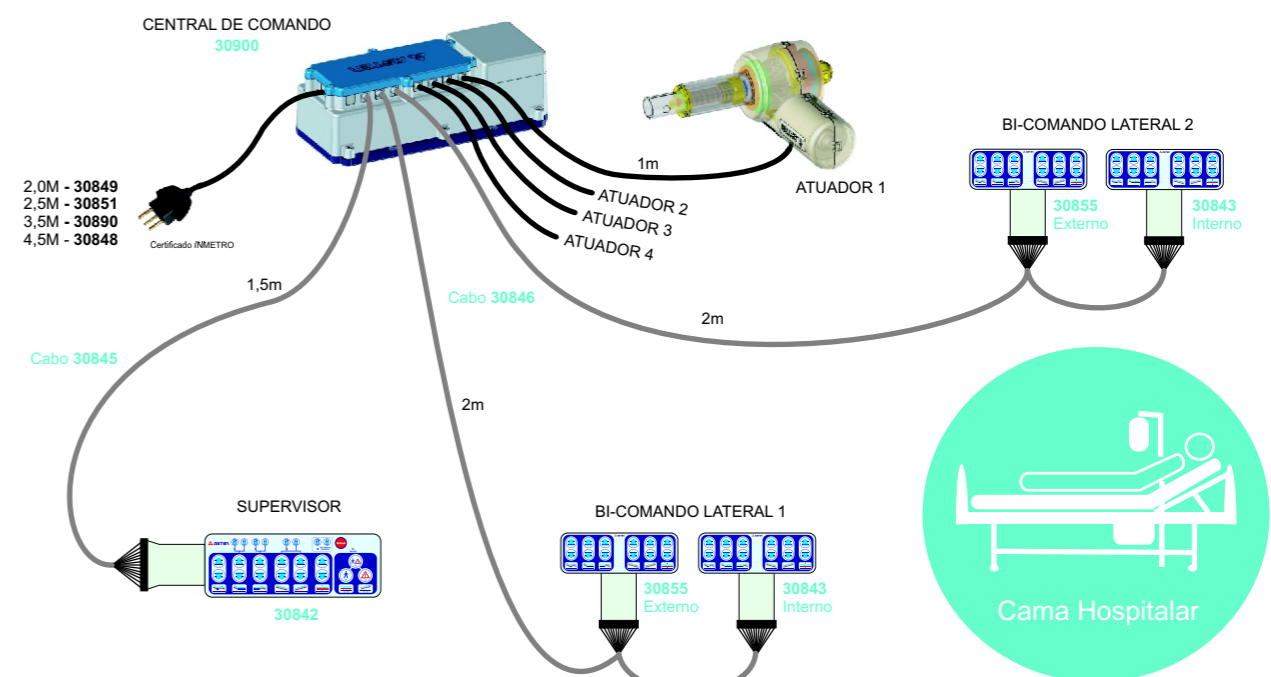 CENTRAL DE COMANDO
30900
1m
ATUADOR 1
ATUADOR 2
ATUADOR 3
ATUADOR 4
BI-COMANDO LATERAL 2
30855
Externo
30843
Interno
2,0M - 30849
2,5M - 30851
3,5M - 30890
4,5M - 30848
Certificado INMETRO
1,5m
Cabo 30846
2m
Cabo 30845
2m
SUPERVISOR
30842
BI-COMANDO LATERAL 1
30855
Externo
30843
Interno
Cama Hospitalar